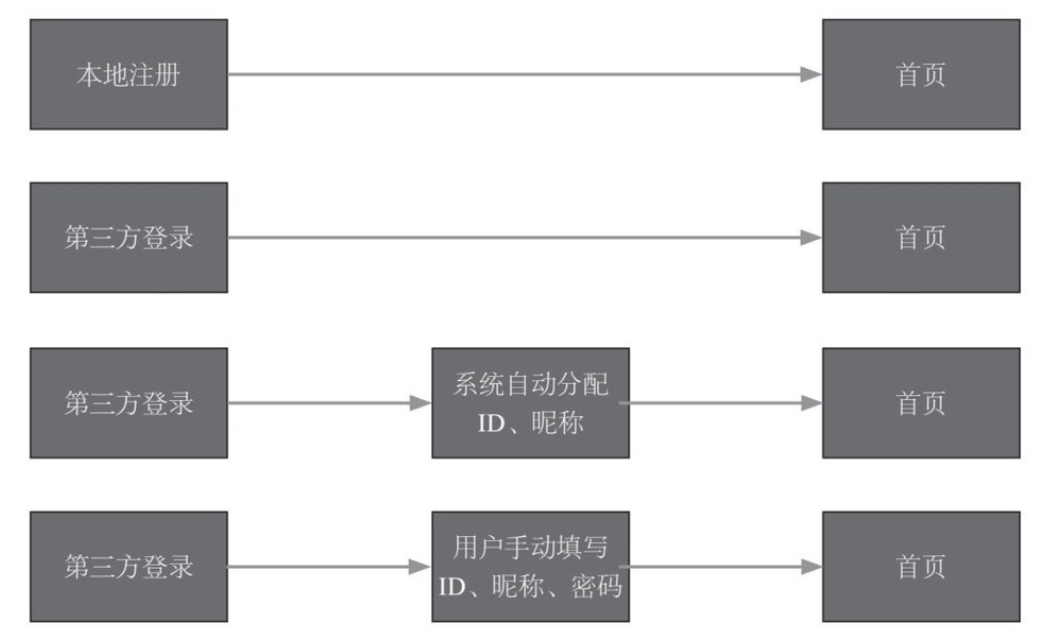 本地注册
首页
第三方登录
首页
第三方登录
系统自动分配
ID、昵称
首页
第三方登录
用户手动填写
ID、昵称、密码
首页